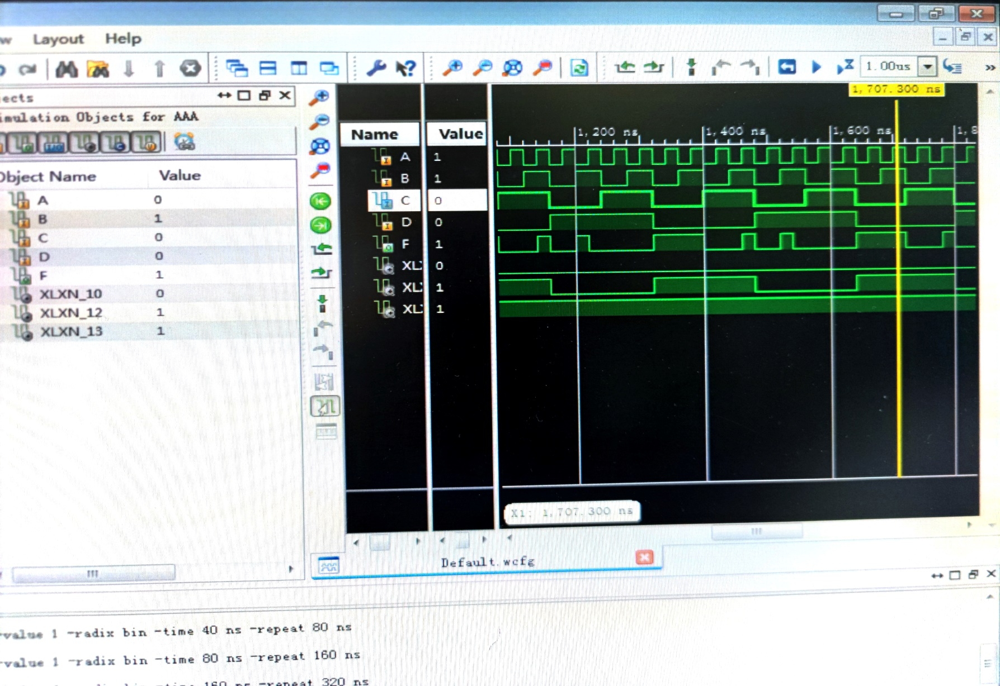 Layout Help
1.00us
ects
imulation Objects for AAA
Object Name Value
A 0
B 1
C 0
D 0
F 1
XLXN_10 0
XLXN_12 1
XLXN_13 1
Name Value
A 1
B 1
C 0
D 0
F 1
XL 0
XL 1
XL 1
1,707.300 ns
1,200 ns 1,400 ns 1,600 ns 1,8
X1: 1,707.300 ns
Default.wcfg
-value 1 -radix bin -time 40 ns -repeat 80 ns
-value 1 -radix bin -time 80 ns -repeat 160 ns
160 ns -repeat 320 ns